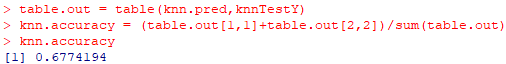 > table.out = table(knn.pred,knnTestY)
> knn.accuracy = (table.out[1,1]+table.out[2,2])/sum(table.out)
> knn.accuracy
[1] 0.6774194